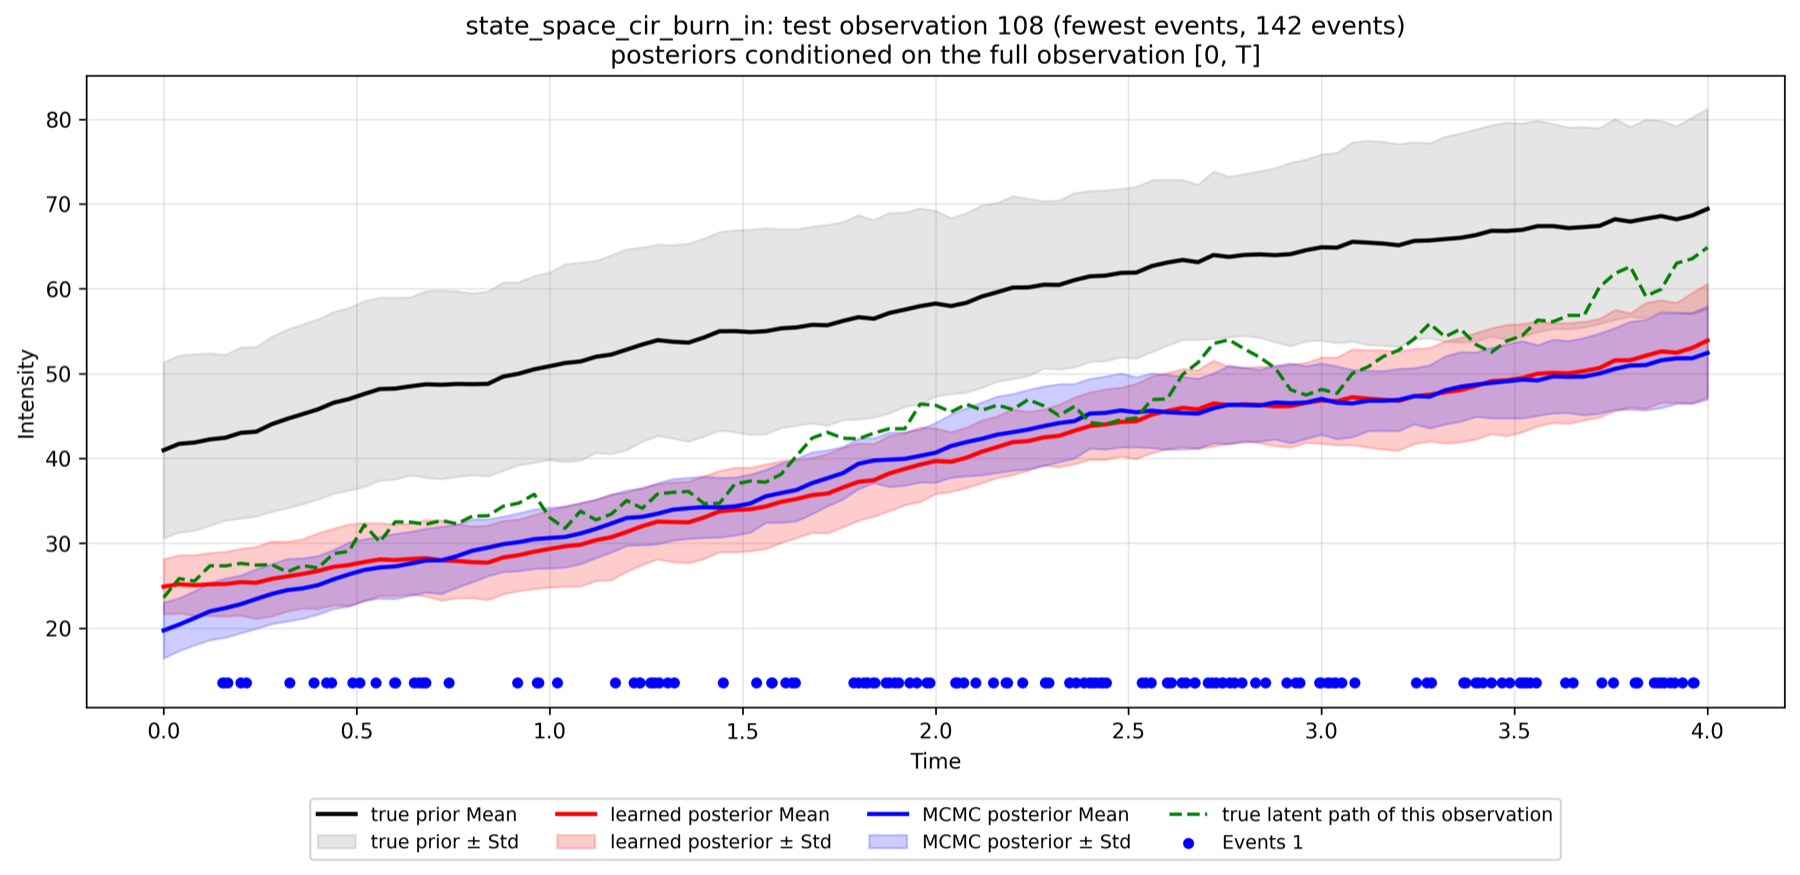 state_space_cir_burn_in: test observation 108 (fewest events, 142 events)
posteriors conditioned on the full observation [0, T]
Intensity
80
70
60
50
40
30
20
0.0 0.5 1.0 1.5 2.0 2.5 3.0 3.5 4.0
Time
true prior Mean learned posterior Mean MCMC posterior Mean true latent path of this observation
true prior ± Std learned posterior ± Std MCMC posterior ± Std Events 1